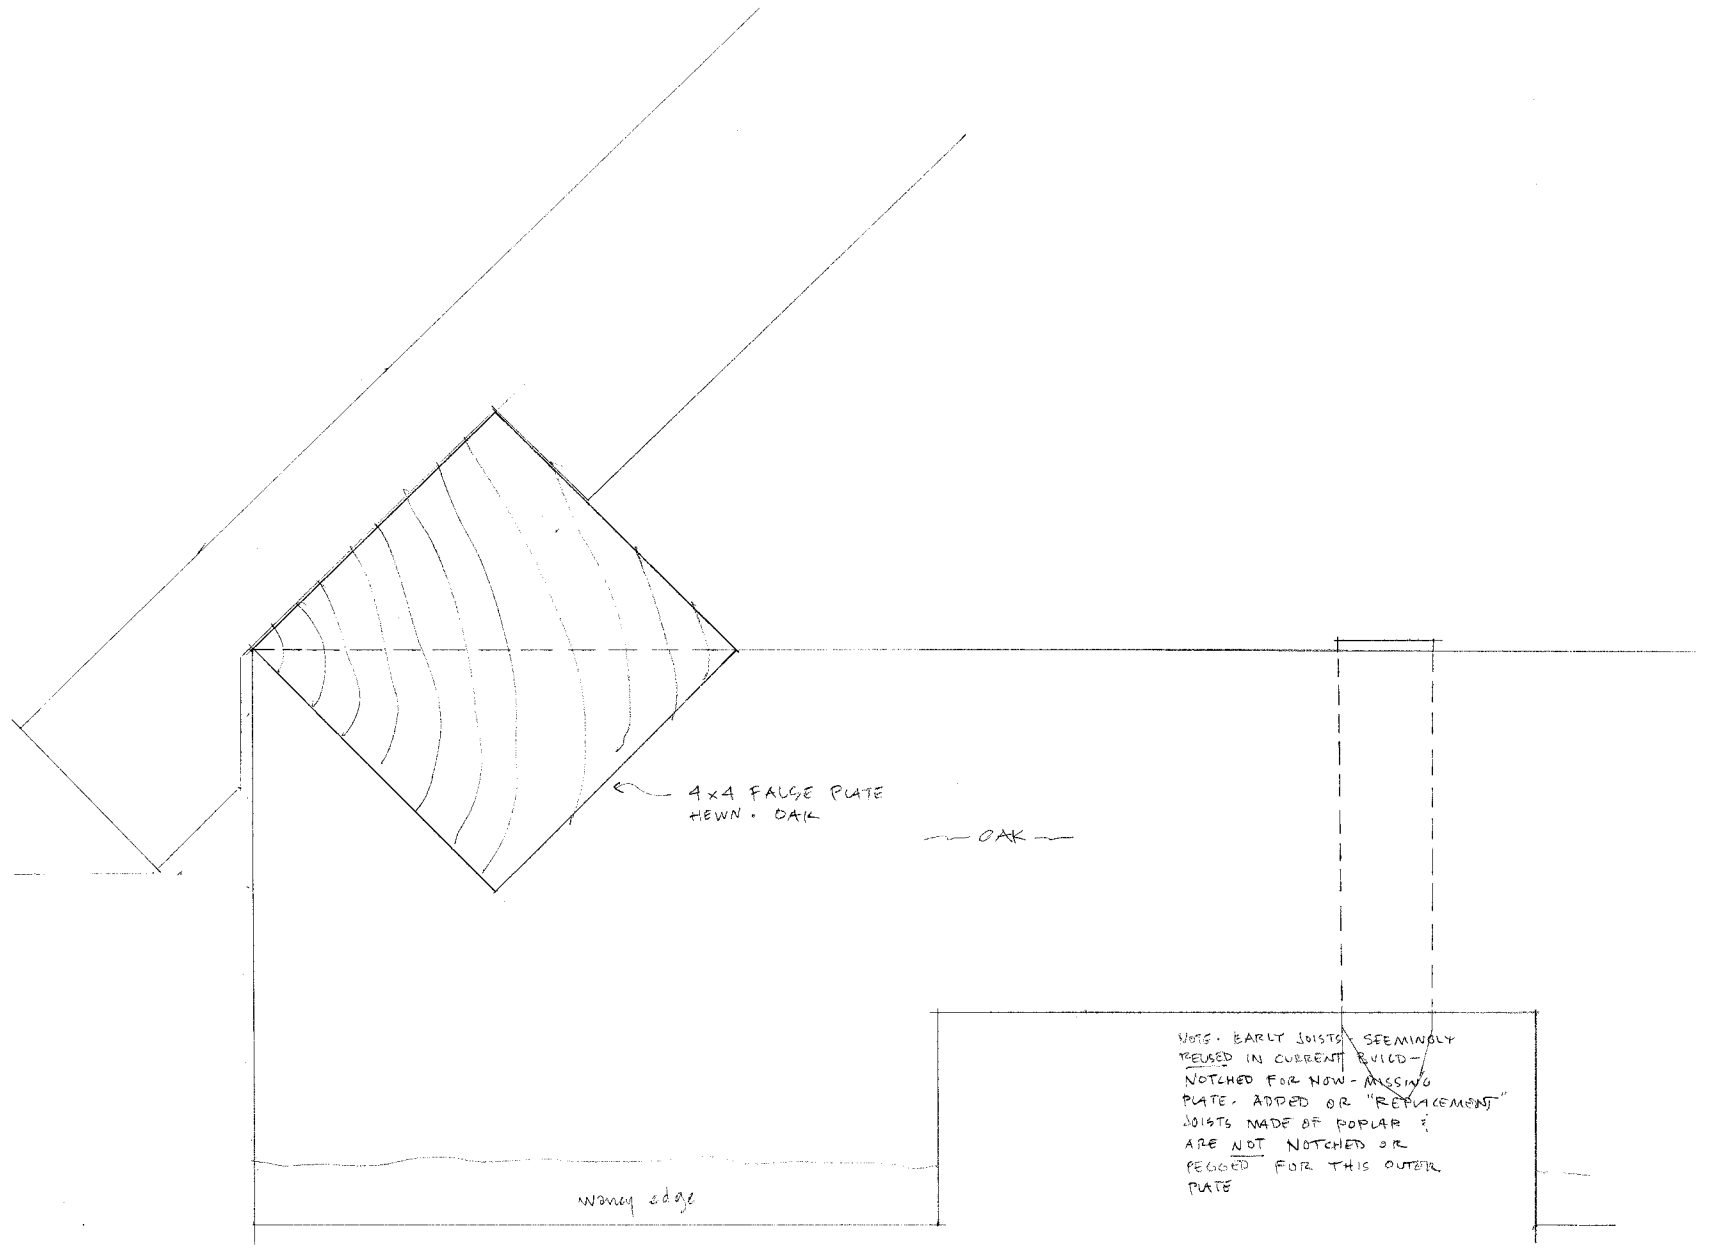 4x4 FALSE PLATE
HEWN. OAK
OAK
NOTE. EARLY JOISTS - SEEMINGLY
REUSED IN CURRENT BUILD-
NOTCHED FOR NOW-MISSING
PLATE. ADDED OR "REPLACEMENT"
JOISTS MADE OF POPLAR &
ARE NOT NOTCHED OR
PEGGED FOR THIS OUTER
PLATE
waney edge